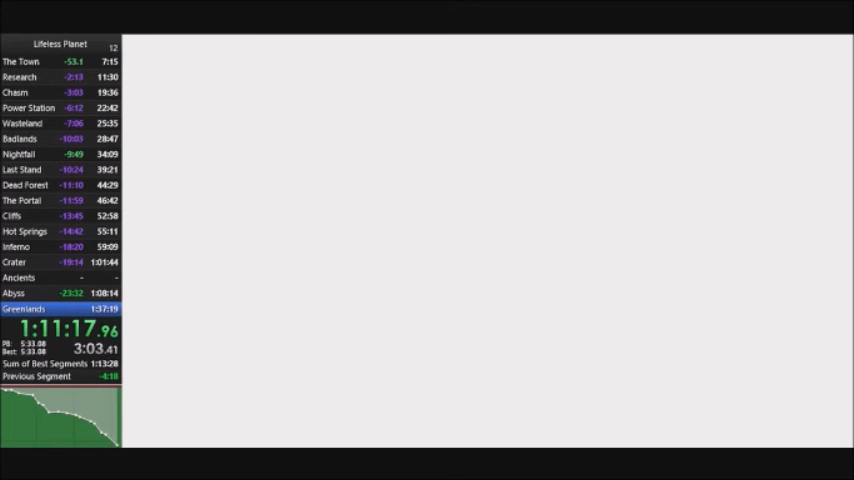 Lifeless Planet
12
The Town -53.1 7:15
Research -2:13 11:30
Chasm -3:03 19:36
Power Station -6:12 22:42
Wasteland -7:06 25:35
Badlands -10:03 28:47
Nightfall -9:49 34:09
Last Stand -10:24 39:21
Dead Forest -11:10 44:29
The Portal -11:59 46:42
Cliffs -13:45 52:58
Hot Springs -14:42 55:11
Inferno -18:20 59:09
Crater -19:14 1:01:44
Ancients - -
Abyss -23:32 1:08:14
Greenlands 1:37:19
1:11:17.96
PB: 5:33.08
Best: 5:33.08 3:03.41
Sum of Best Segments 1:13:28
Previous Segment -4:18